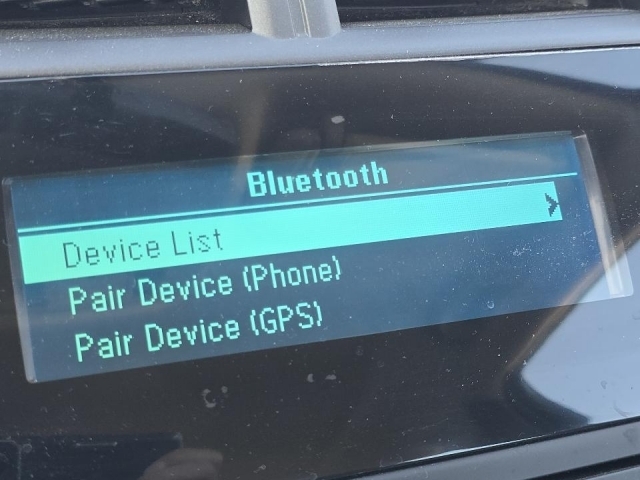 Bluetooth
Device List
Pair Device (Phone)
Pair Device (GPS)